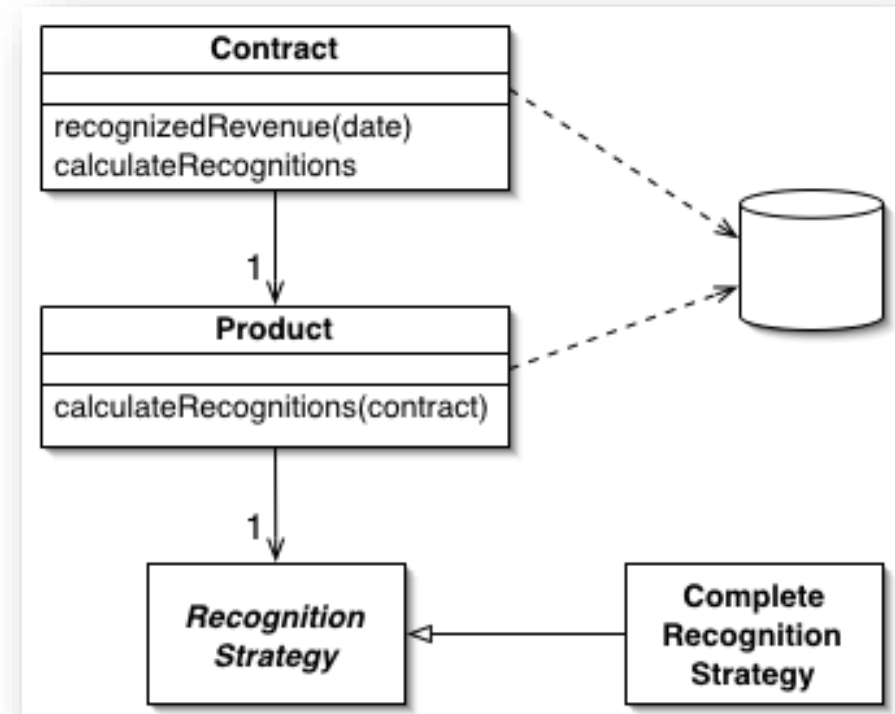 Contract
recognizedRevenue(date)
calculateRecognitions
1
Product
calculateRecognitions(contract)
1
Recognition
Strategy
Complete
Recognition
Strategy